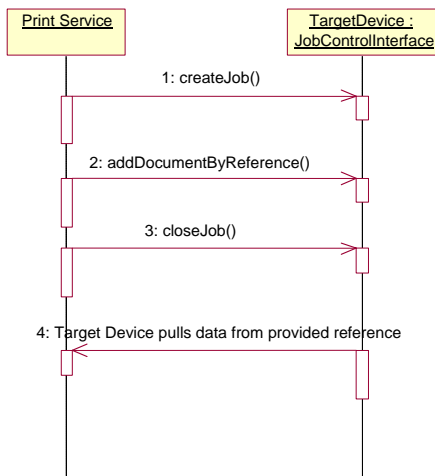 Print Service
TargetDevice :
JobControlInterface
1: createJob()
2: addDocumentByReference()
3: closeJob()
4: Target Device pulls data from provided reference